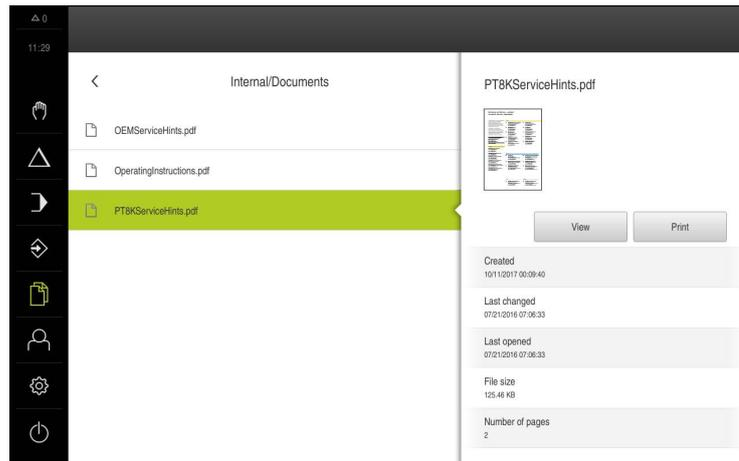 0
11:29
Internal/Documents
OEMServiceHints.pdf
OperatingInstructions.pdf
PT8KServiceHints.pdf
PT8KServiceHints.pdf
View
Print
Created
10/11/2017 00:09:40
Last changed
07/21/2016 07:06:33
Last opened
07/21/2016 07:06:33
File size
125.46 KB
Number of pages
2